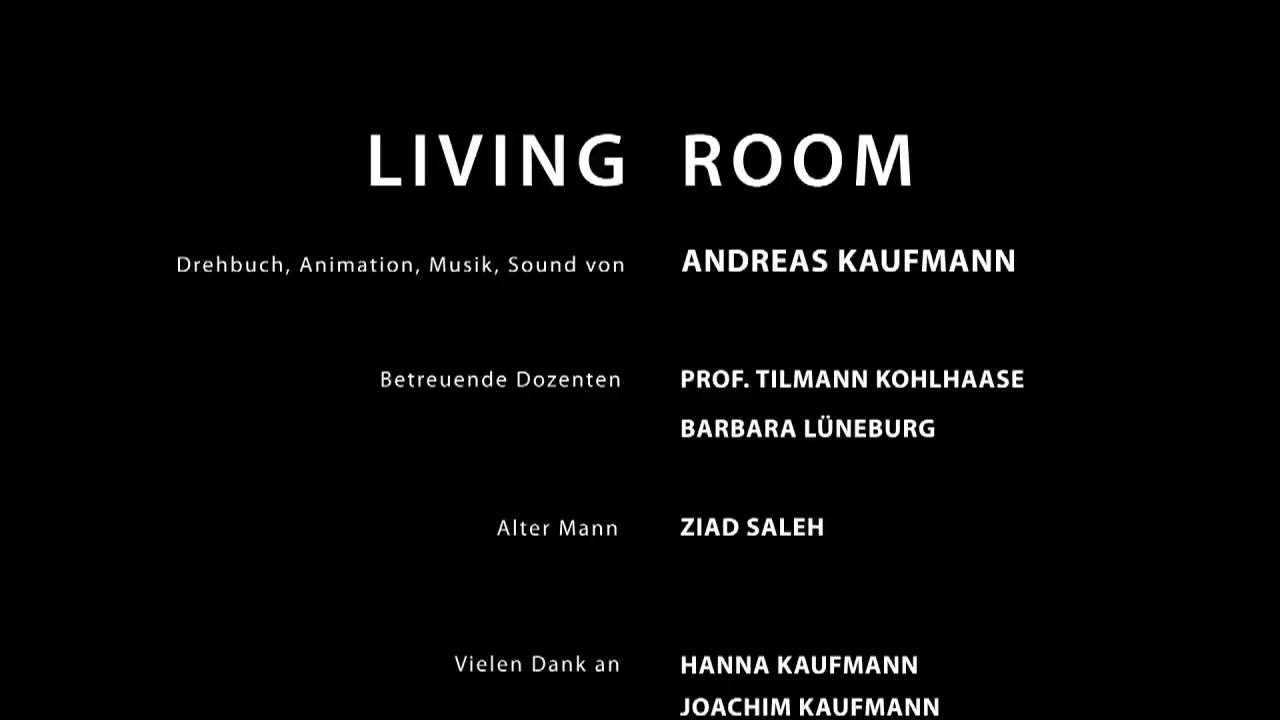 LIVING ROOM
Drehbuch, Animation, Musik, Sound von ANDREAS KAUFMANN
Betreuende Dozenten PROF. TILMANN KOHLHAASE
BARBARA LÜNEBURG
Alter Mann ZIAD SALEH
Vielen Dank an HANNA KAUFMANN
JOACHIM KAUFMANN